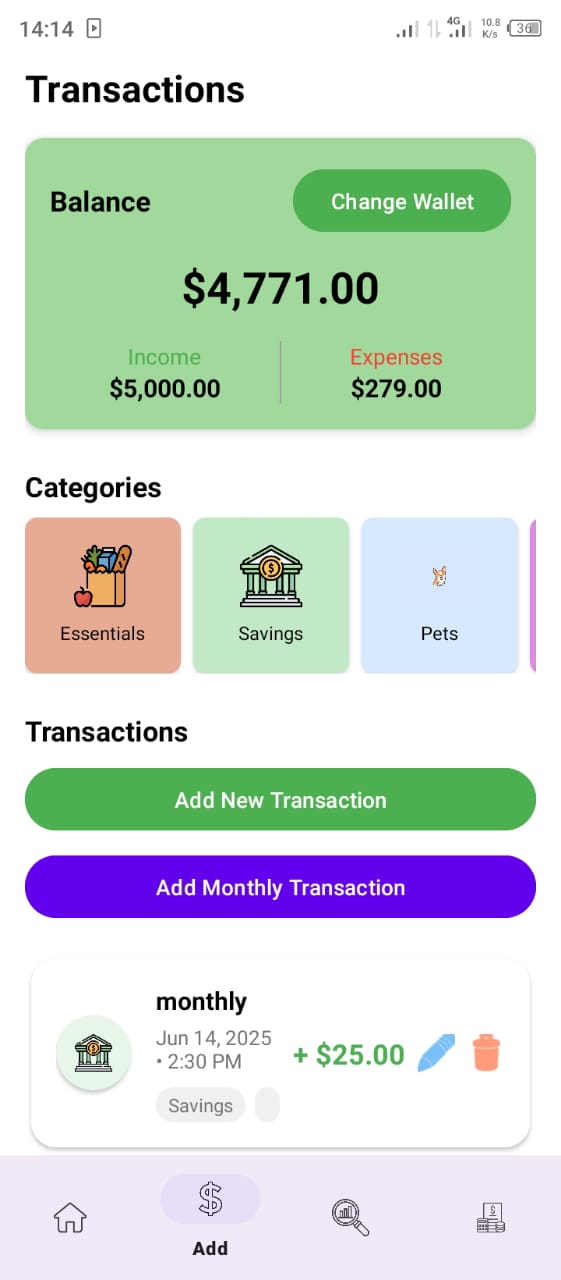 14:14
4G
10.8
K/s
36
Transactions
Balance
Change Wallet
$4,771.00
Income
Expenses
$5,000.00
$279.00
Categories
Essentials
Savings
Pets
Transactions
Add New Transaction
Add Monthly Transaction
monthly
Jun 14, 2025
• 2:30 PM
+ $25.00
Savings
Add